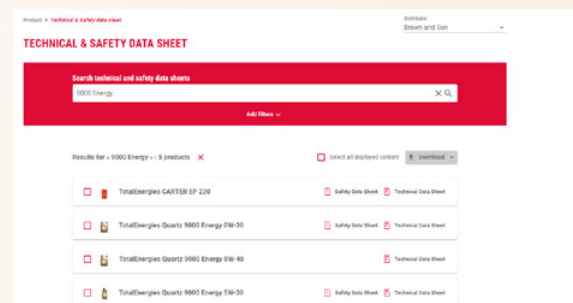 Product > Technical & Safety data sheet
Distributor
Brown and Son
TECHNICAL & SAFETY DATA SHEET
Search technical and safety data sheets
9000 Energy
Add filters
Results for « 9000 Energy » : 5 products
Select all displayed content
Download
TotalEnergies CARTER EP 220
Safety Data Sheet
Technical Data Sheet
TotalEnergies Quartz 9000 Energy 0W-30
Safety Data Sheet
Technical Data Sheet
TotalEnergies Quartz 9000 Energy 0W-40
Technical Data Sheet
TotalEnergies Quartz 9000 Energy 5W-30
Safety Data Sheet
Technical Data Sheet